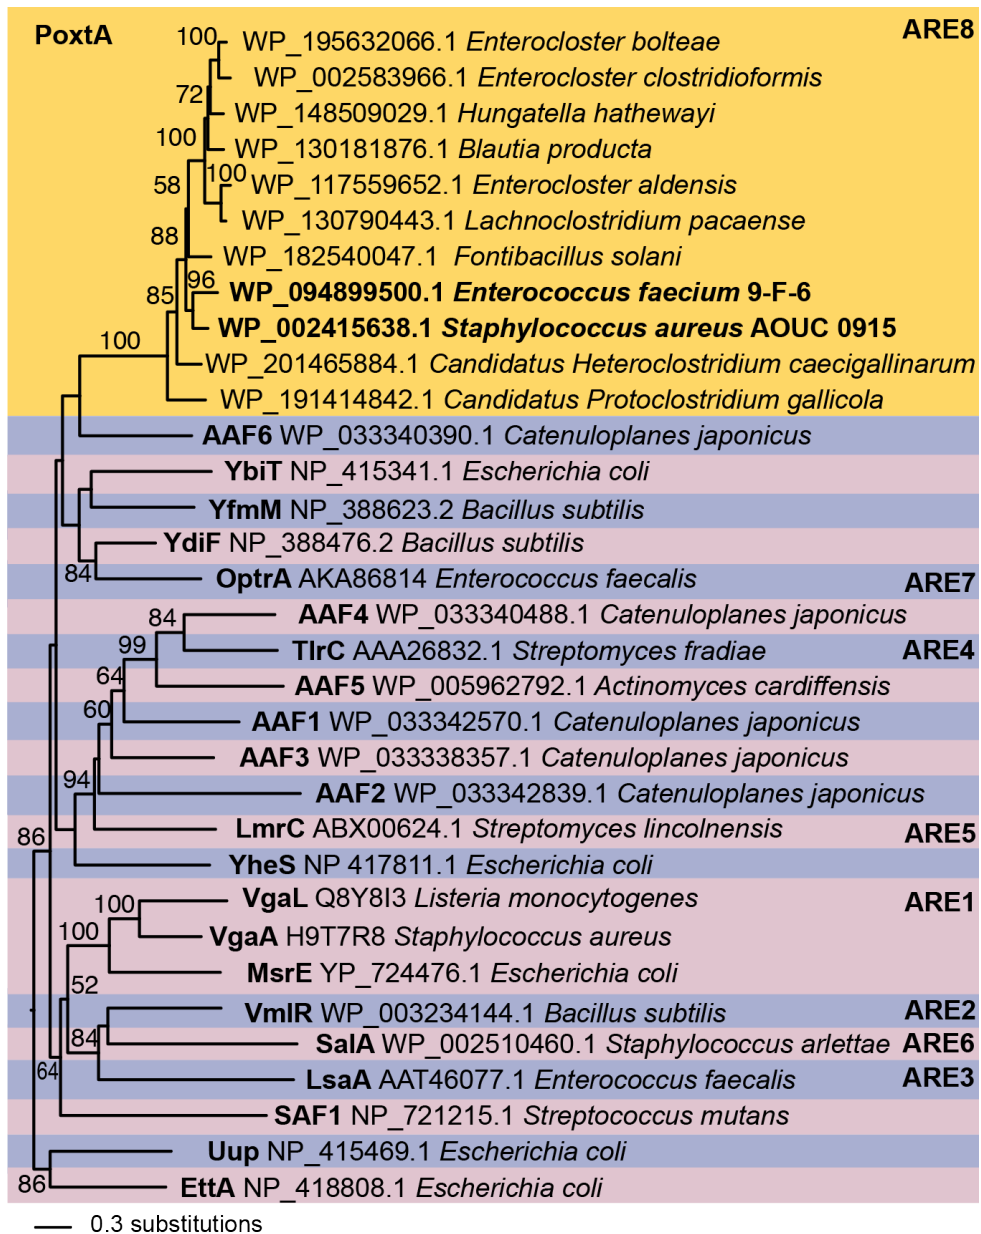 PoxtA
ARE8
100
WP_195632066.1 Enterocloster bolteae
WP_002583966.1 Enterocloster clostridioformis
72
WP_148509029.1 Hungatella hathewayi
100
WP_130181876.1 Blautia producta
58
100
WP_117559652.1 Enterocloster aldensis
WP_130790443.1 Lachnoclostridium pacaense
88
WP_182540047.1 Fontibacillus solani
96
85
WP_094899500.1 Enterococcus faecium 9-F-6
WP_002415638.1 Staphylococcus aureus AOUC 0915
100
WP_201465884.1 Candidatus Heteroclostridium caecigallinarum
WP_191414842.1 Candidatus Protoclostridium gallicola
AAF6 WP_033340390.1 Catenuloplanes japonicus
YbiT NP_415341.1 Escherichia coli
YfmM NP_388623.2 Bacillus subtilis
YdiF NP_388476.2 Bacillus subtilis
84
OptrA AKA86814 Enterococcus faecalis
ARE7
84
AAF4 WP_033340488.1 Catenuloplanes japonicus
99
TlrC AAA26832.1 Streptomyces fradiae
ARE4
64
AAF5 WP_005962792.1 Actinomyces cardiffensis
60
AAF1 WP_033342570.1 Catenuloplanes japonicus
AAF3 WP_033338357.1 Catenuloplanes japonicus
94
AAF2 WP_033342839.1 Catenuloplanes japonicus
86
LmrC ABX00624.1 Streptomyces lincolnensis
ARE5
YheS NP 417811.1 Escherichia coli
100
VgaL Q8Y8I3 Listeria monocytogenes
ARE1
100
VgaA H9T7R8 Staphylococcus aureus
MsrE YP_724476.1 Escherichia coli
52
VmlR WP_003234144.1 Bacillus subtilis
ARE2
84
SalA WP_002510460.1 Staphylococcus arlettae
ARE6
64
LsaA AAT46077.1 Enterococcus faecalis
ARE3
SAF1 NP_721215.1 Streptococcus mutans
Uup NP_415469.1 Escherichia coli
86
EttA NP_418808.1 Escherichia coli
0.3 substitutions